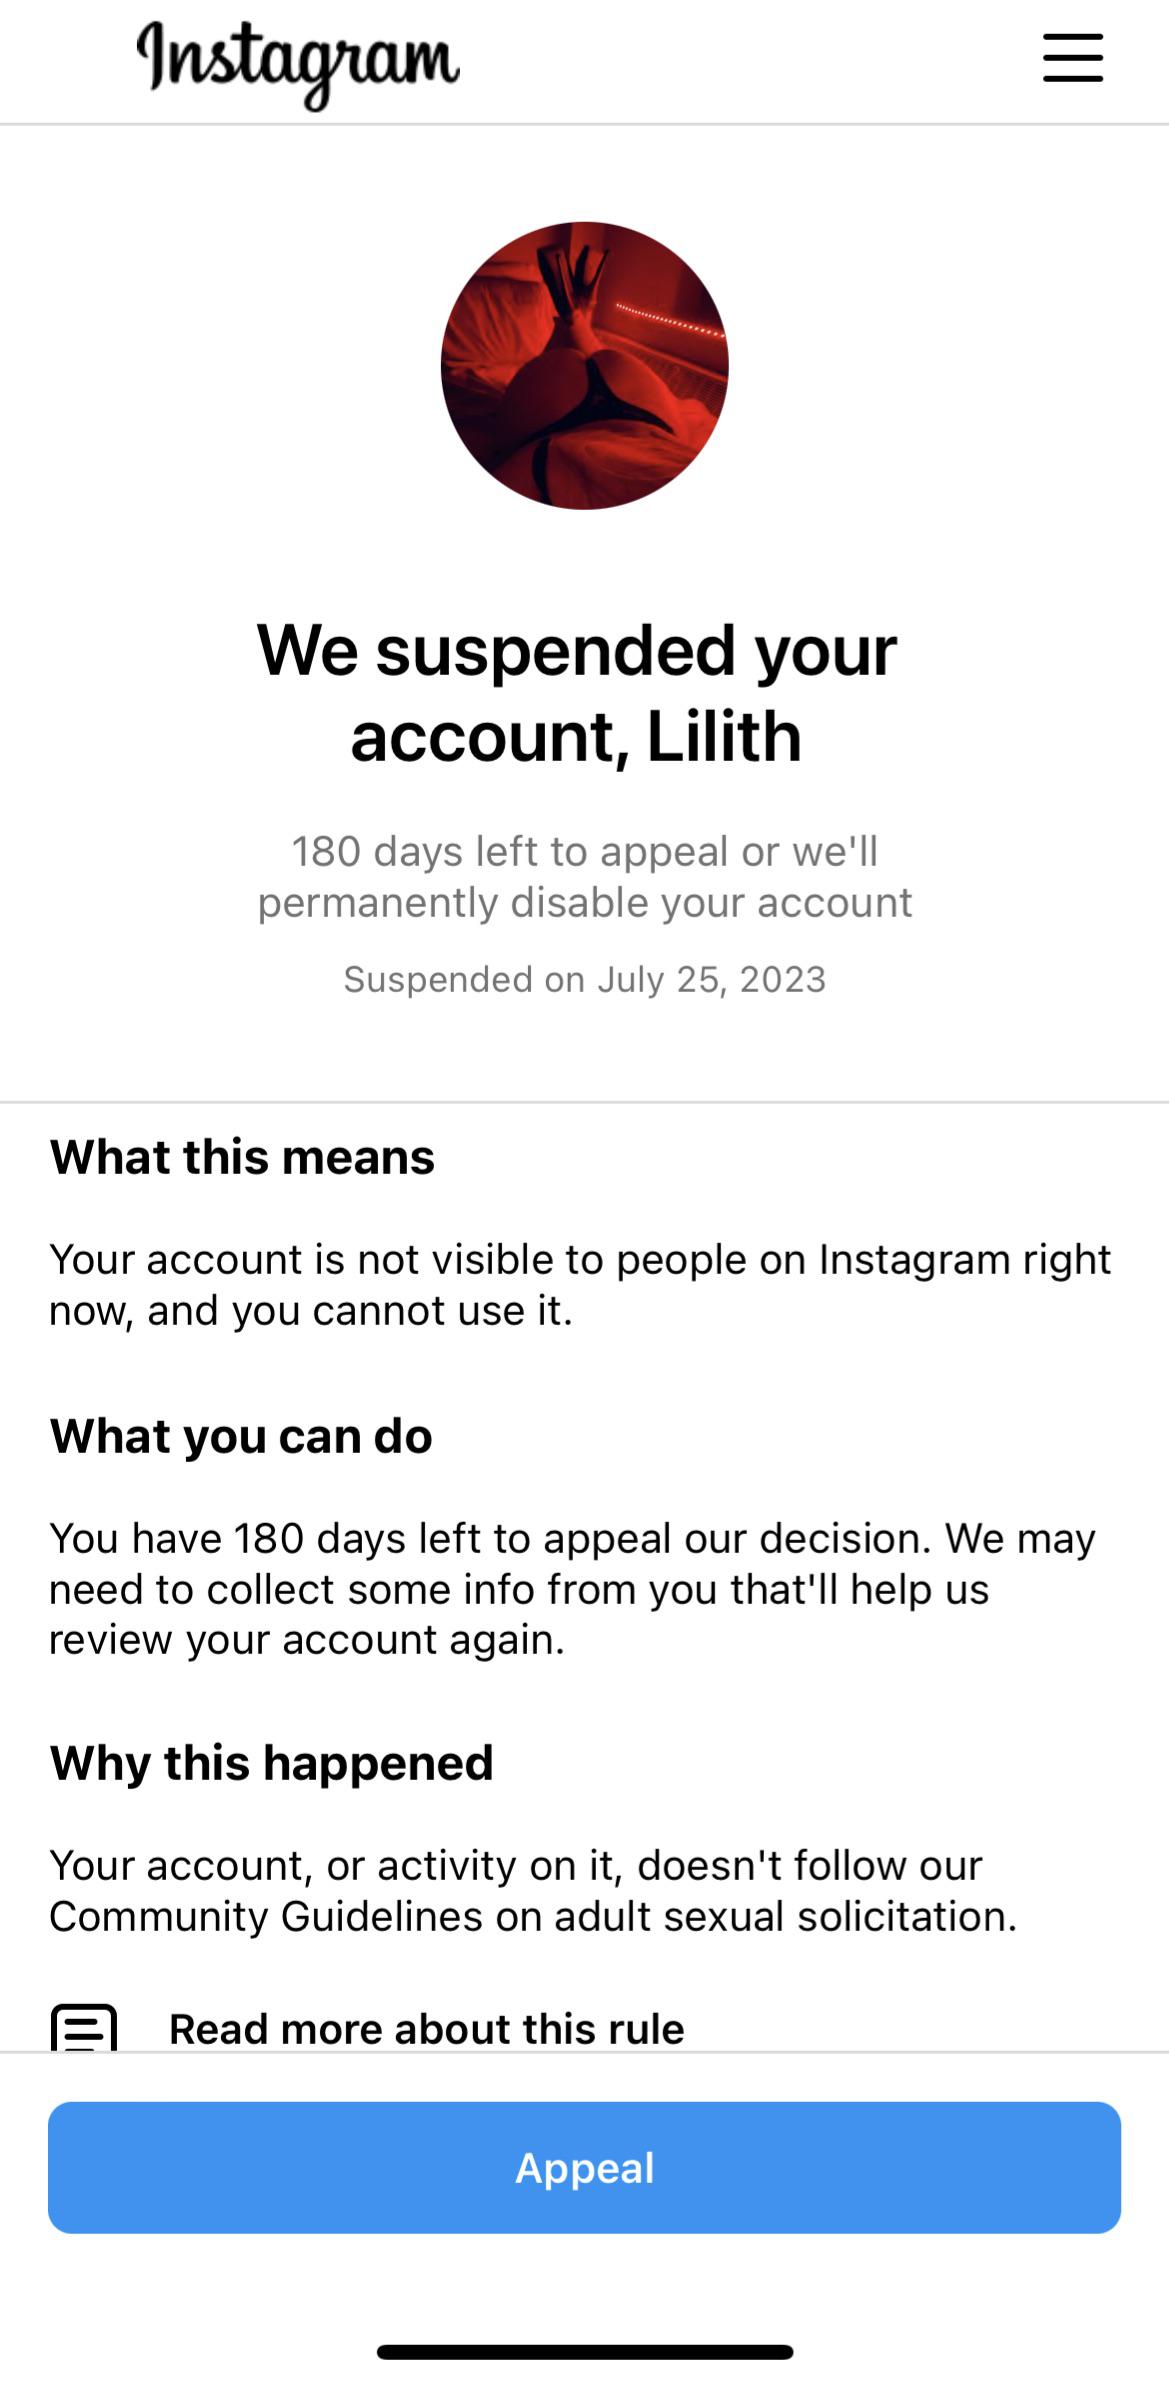 Instagram
We suspended your
account, Lilith
180 days left to appeal or we'll
permanently disable your account
Suspended on July 25, 2023
What this means
Your account is not visible to people on Instagram right
now, and you cannot use it.
What you can do
You have 180 days left to appeal our decision. We may
need to collect some info from you that'll help us
review your account again.
Why this happened
Your account, or activity on it, doesn't follow our
Community Guidelines on adult sexual solicitation.
Read more about this rule
Appeal